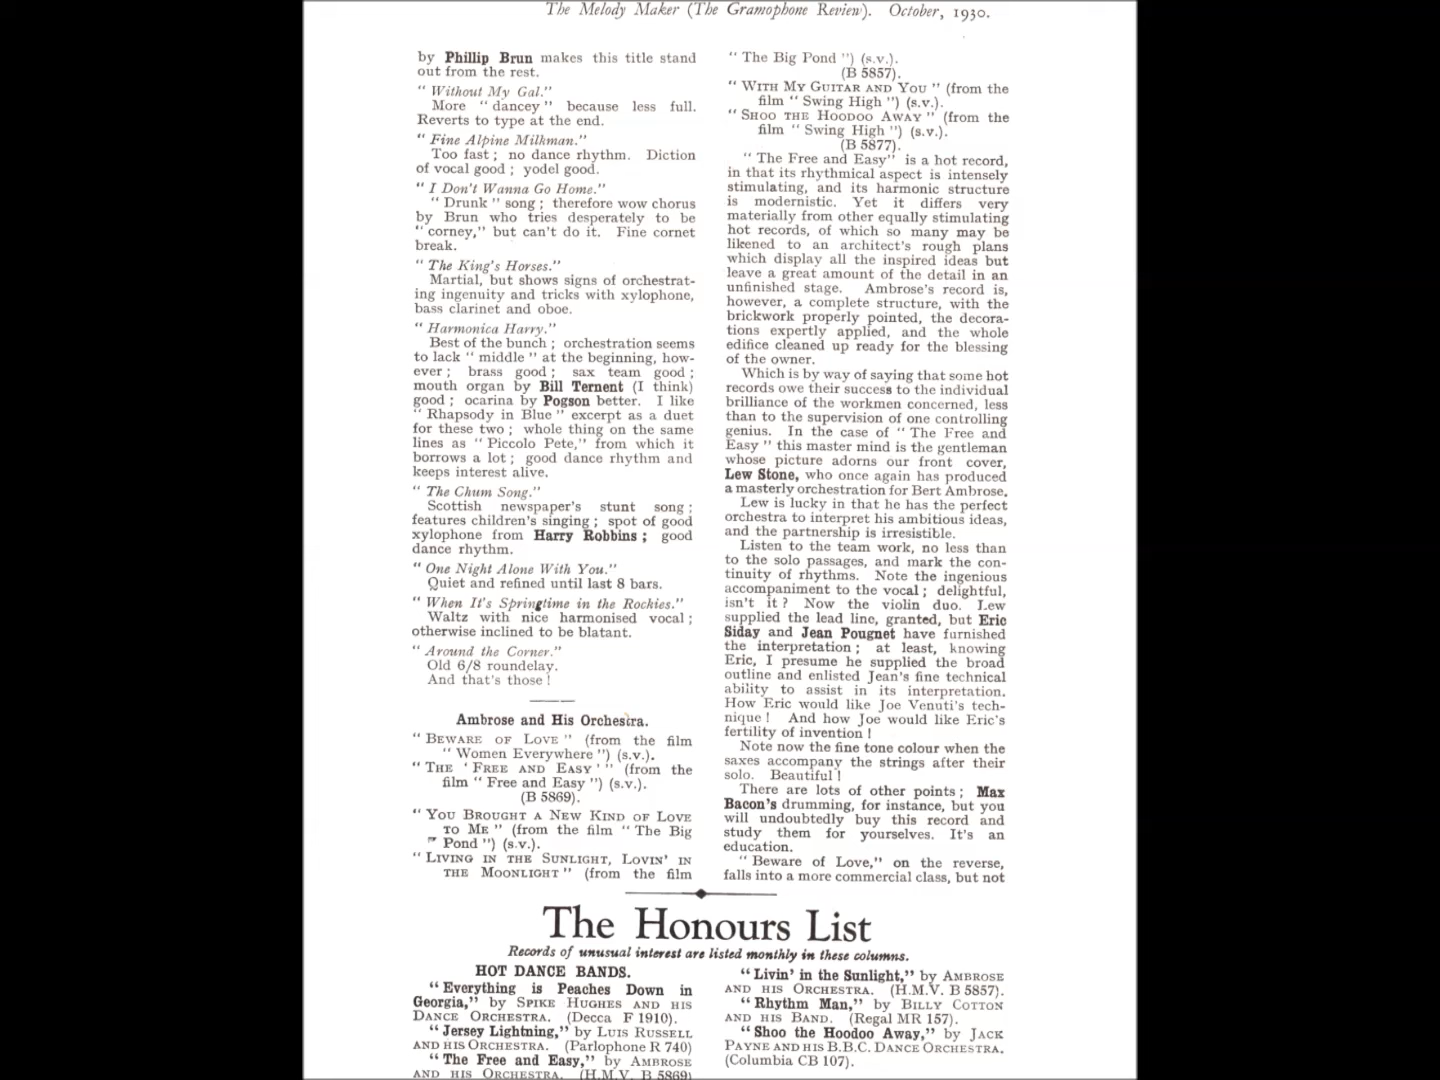 The Melody Maker (The Gramophone Review). October, 1930.
by Phillip Brun makes this title stand
out from the rest.
“ Without My Gal.”
More “ dancey ” because less full.
Reverts to type at the end.
“ Fine Alpine Milkman.”
Too fast ; no dance rhythm. Diction
of vocal good ; yodel good.
“ I Don't Wanna Go Home.”
“ Drunk ” song ; therefore wow chorus
by Brun who tries desperately to be
“ corney,” but can't do it. Fine cornet
break.
“ The King's Horses.”
Martial, but shows signs of orchestrat-
ing ingenuity and tricks with xylophone,
bass clarinet and oboe.
“ Harmonica Harry.”
Best of the bunch ; orchestration seems
to lack “ middle ” at the beginning, how-
ever ; brass good ; sax team good ;
mouth organ by Bill Ternent (I think)
good ; ocarina by Pogson better. I like
“ Rhapsody in Blue ” excerpt as a duet
for these two ; whole thing on the same
lines as “ Piccolo Pete,” from which it
borrows a lot ; good dance rhythm and
keeps interest alive.
“ The Chum Song.”
Scottish newspaper's stunt song ;
features children's singing ; spot of good
xylophone from Harry Robbins ; good
dance rhythm.
“ One Night Alone With You.”
Quiet and refined until last 8 bars.
“ When It's Springtime in the Rockies.”
Waltz with nice harmonised vocal ;
otherwise inclined to be blatant.
“ Around the Corner.”
Old 6/8 roundelay.
And that's those !
Ambrose and His Orchestra.
“ BEWARE OF LOVE ” (from the film
“ Women Everywhere ”) (s.v.).
“ THE ‘ FREE AND EASY ’ ” (from the
film “ Free and Easy ”) (s.v.).
(B 5869).
“ YOU BROUGHT A NEW KIND OF LOVE
TO ME ” (from the film “ The Big
Pond ”) (s.v.).
“ LIVING IN THE SUNLIGHT, LOVIN' IN
THE MOONLIGHT ” (from the film
“ The Big Pond ”) (s.v.).
(B 5857).
“ WITH MY GUITAR AND YOU ” (from the
film “ Swing High ”) (s.v.).
“ SHOO THE HOODOO AWAY ” (from the
film “ Swing High ”) (s.v.).
(B 5877).
“ The Free and Easy” is a hot record,
in that its rhythmical aspect is intensely
stimulating, and its harmonic structure
is modernistic. Yet it differs very
materially from other equally stimulating
hot records, of which so many may be
likened to an architect's rough plans
which display all the inspired ideas but
leave a great amount of the detail in an
unfinished stage. Ambrose's record is,
however, a complete structure, with the
brickwork properly pointed, the decora-
tions expertly applied, and the whole
edifice cleaned up ready for the blessing
of the owner.
Which is by way of saying that some hot
records owe their success to the individual
brilliance of the workmen concerned, less
than to the supervision of one controlling
genius. In the case of “ The Free and
Easy ” this master mind is the gentleman
whose picture adorns our front cover,
Lew Stone, who once again has produced
a masterly orchestration for Bert Ambrose.
Lew is lucky in that he has the perfect
orchestra to interpret his ambitious ideas,
and the partnership is irresistible.
Listen to the team work, no less than
to the solo passages, and mark the con-
tinuity of rhythms. Note the ingenious
accompaniment to the vocal ; delightful,
isn't it ? Now the violin duo. Lew
supplied the lead line, granted, but Eric
Siday and Jean Pougnet have furnished
the interpretation ; at least, knowing
Eric, I presume he supplied the broad
outline and enlisted Jean's fine technical
ability to assist in its interpretation.
How Eric would like Joe Venuti's tech-
nique ! And how Joe would like Eric's
fertility of invention !
Note now the fine tone colour when the
saxes accompany the strings after their
solo. Beautiful !
There are lots of other points ; Max
Bacon's drumming, for instance, but you
will undoubtedly buy this record and
study them for yourselves. It's an
education.
“ Beware of Love,” on the reverse,
falls into a more commercial class, but not
The Honours List
Records of unusual interest are listed monthly in these columns.
HOT DANCE BANDS.
“ Everything is Peaches Down in
Georgia,” by SPIKE HUGHES AND HIS
DANCE ORCHESTRA. (Decca F 1910).
“ Jersey Lightning,” by LUIS RUSSELL
AND HIS ORCHESTRA. (Parlophone R 740)
“ The Free and Easy,” by AMBROSE
AND HIS ORCHESTRA. (H.M.V. B 5869)
“ Livin' in the Sunlight,” by AMBROSE
AND HIS ORCHESTRA. (H.M.V. B 5857).
“ Rhythm Man,” by BILLY COTTON
AND HIS BAND. (Regal MR 157).
“ Shoo the Hoodoo Away,” by JACK
PAYNE AND HIS B.B.C. DANCE ORCHESTRA.
(Columbia CB 107).